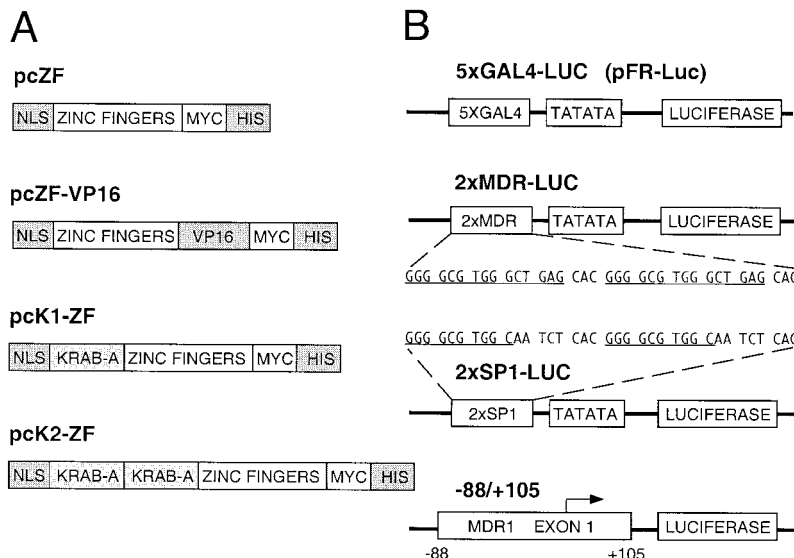 A
pcZF
NLS ZINC FINGERS MYC HIS
pcZF-VP16
NLS ZINC FINGERS VP16 MYC HIS
pcK1-ZF
NLS KRAB-A ZINC FINGERS MYC HIS
pcK2-ZF
NLS KRAB-A KRAB-A ZINC FINGERS MYC HIS
B
5xGAL4-LUC (pFR-Luc)
5XGAL4 TATATA LUCIFERASE
2xMDR-LUC
2xMDR TATATA LUCIFERASE
GGG GCG TGG GCT GAG CAC GGG GCG TGG GCT GAG CAC
GGG GCG TGG CAA TCT CAC GGG GCG TGG CAA TCT CAC
2xSP1-LUC
2xSP1 TATATA LUCIFERASE
-88/+105
MDR1 EXON 1 LUCIFERASE
-88 +105